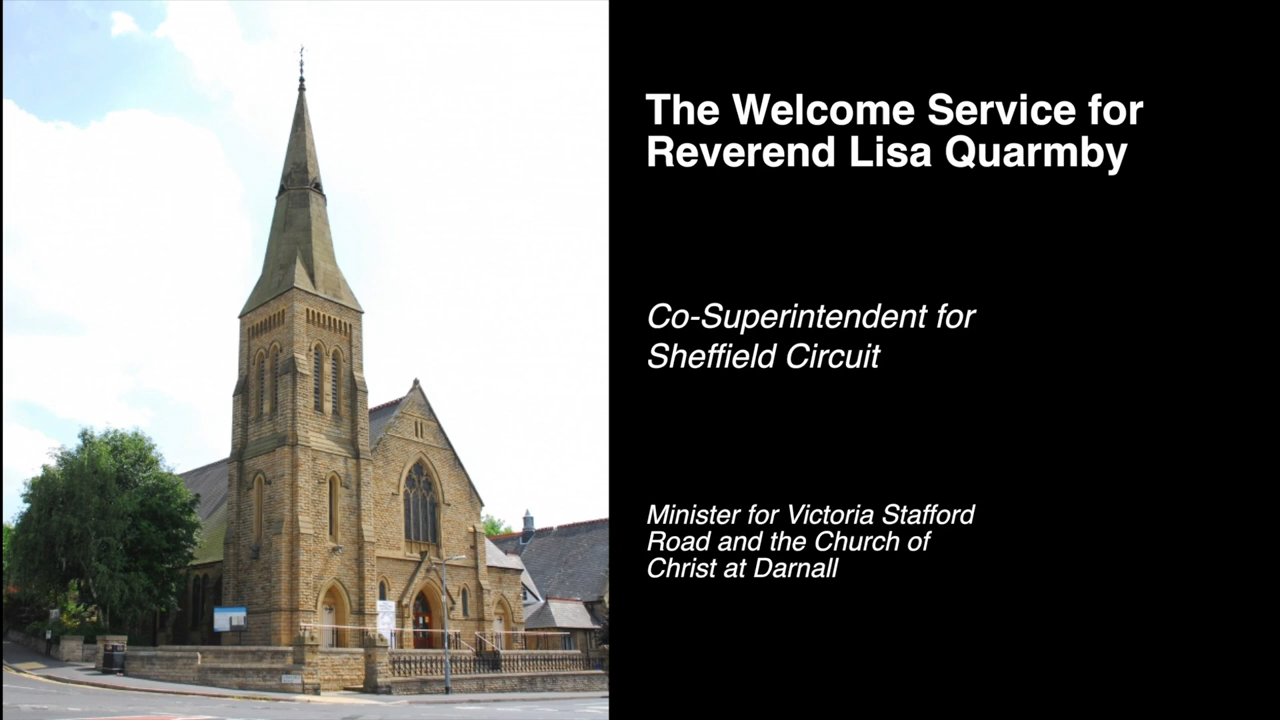 The Welcome Service for
Reverend Lisa Quarmby
Co-Superintendent for
Sheffield Circuit
Minister for Victoria Stafford
Road and the Church of
Christ at Darnall